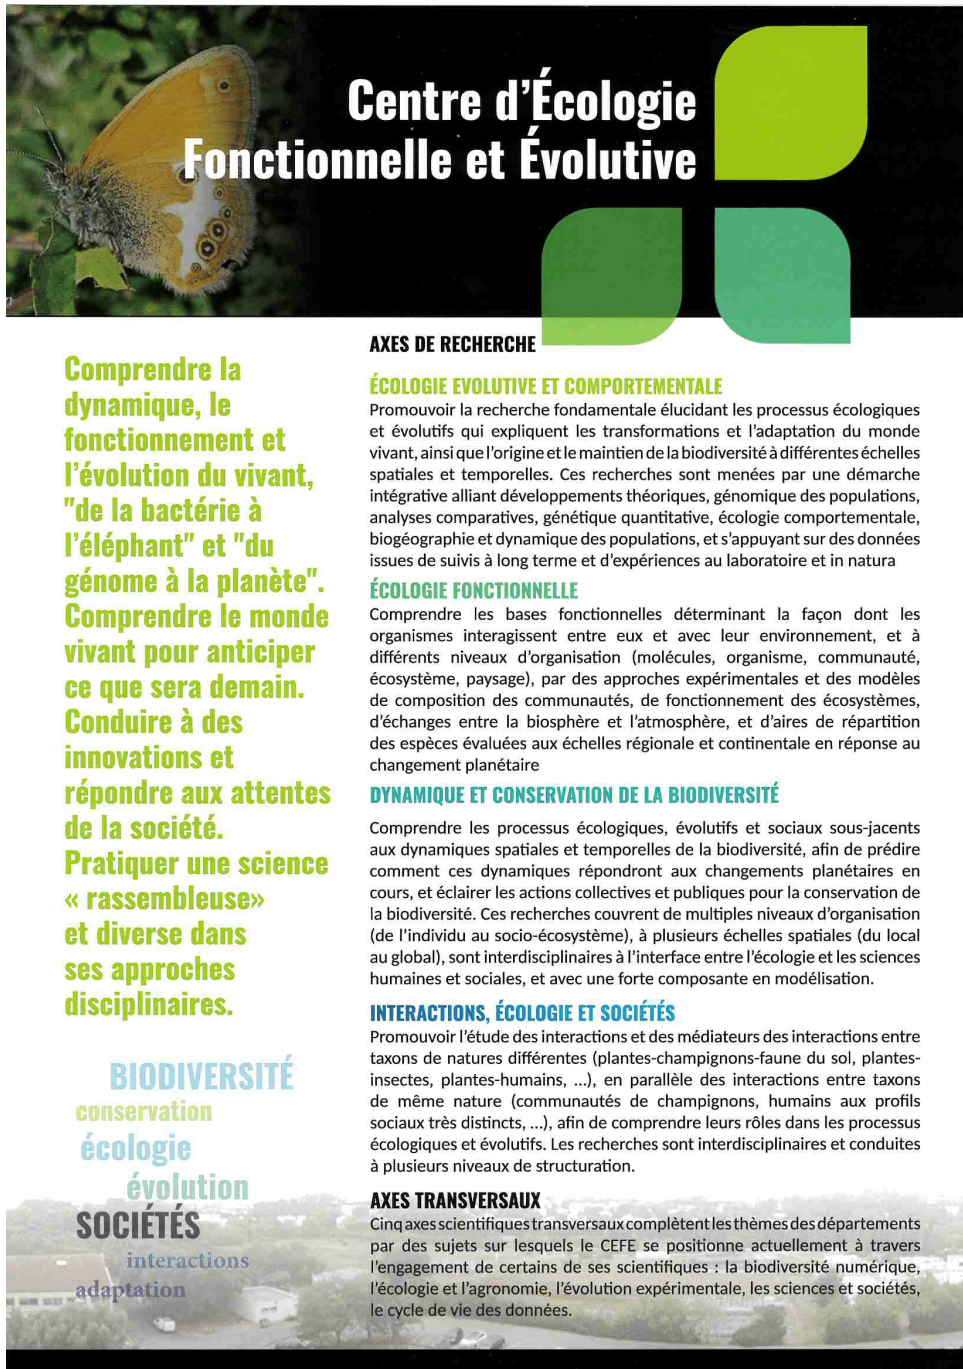 Centre d'Écologie
Fonctionnelle et Évolutive
Comprendre la
dynamique, le
fonctionnement et
l'évolution du vivant,
"de la bactérie à
l'éléphant" et "du
génome à la planète".
Comprendre le monde
vivant pour anticiper
ce que sera demain.
Conduire à des
innovations et
répondre aux attentes
de la société.
Pratiquer une science
« rassembleuse»
et diverse dans
ses approches
disciplinaires.
BIODIVERSITÉ
conservation
écologie
évolution
SOCIÉTÉS
interactions
adaptation
AXES DE RECHERCHE
ÉCOLOGIE EVOLUTIVE ET COMPORTEMENTALE
Promouvoir la recherche fondamentale élucidant les processus écologiques
et évolutifs qui expliquent les transformations et l'adaptation du monde
vivant, ainsi que l'origine et le maintien de la biodiversité à différentes échelles
spatiales et temporelles. Ces recherches sont menées par une démarche
intégrative alliant développements théoriques, génomique des populations,
analyses comparatives, génétique quantitative, écologie comportementale,
biogéographie et dynamique des populations, et s'appuyant sur des données
issues de suivis à long terme et d'expériences au laboratoire et in natura
ÉCOLOGIE FONCTIONNELLE
Comprendre les bases fonctionnelles déterminant la façon dont les
organismes interagissent entre eux et avec leur environnement, et à
différents niveaux d'organisation (molécules, organisme, communauté,
écosystème, paysage), par des approches expérimentales et des modèles
de composition des communautés, de fonctionnement des écosystèmes,
d'échanges entre la biosphère et l'atmosphère, et d'aires de répartition
des espèces évaluées aux échelles régionale et continentale en réponse au
changement planétaire
DYNAMIQUE ET CONSERVATION DE LA BIODIVERSITÉ
Comprendre les processus écologiques, évolutifs et sociaux sous-jacents
aux dynamiques spatiales et temporelles de la biodiversité, afin de prédire
comment ces dynamiques répondront aux changements planétaires en
cours, et éclairer les actions collectives et publiques pour la conservation de
la biodiversité. Ces recherches couvrent de multiples niveaux d'organisation
(de l'individu au socio-écosystème), à plusieurs échelles spatiales (du local
au global), sont interdisciplinaires à l'interface entre l'écologie et les sciences
humaines et sociales, et avec une forte composante en modélisation.
INTERACTIONS, ÉCOLOGIE ET SOCIÉTÉS
Promouvoir l'étude des interactions et des médiateurs des interactions entre
taxons de natures différentes (plantes-champignons-faune du sol, plantes-
insectes, plantes-humains, ...), en parallèle des interactions entre taxons
de même nature (communautés de champignons, humains aux profils
sociaux très distincts, ...), afin de comprendre leurs rôles dans les processus
écologiques et évolutifs. Les recherches sont interdisciplinaires et conduites
à plusieurs niveaux de structuration.
AXES TRANSVERSAUX
Cinq axes scientifiques transversaux complètent les thèmes des départements
par des sujets sur lesquels le CEFE se positionne actuellement à travers
l'engagement de certains de ses scientifiques : la biodiversité numérique,
l'écologie et l'agronomie, l'évolution expérimentale, les sciences et sociétés,
le cycle de vie des données.